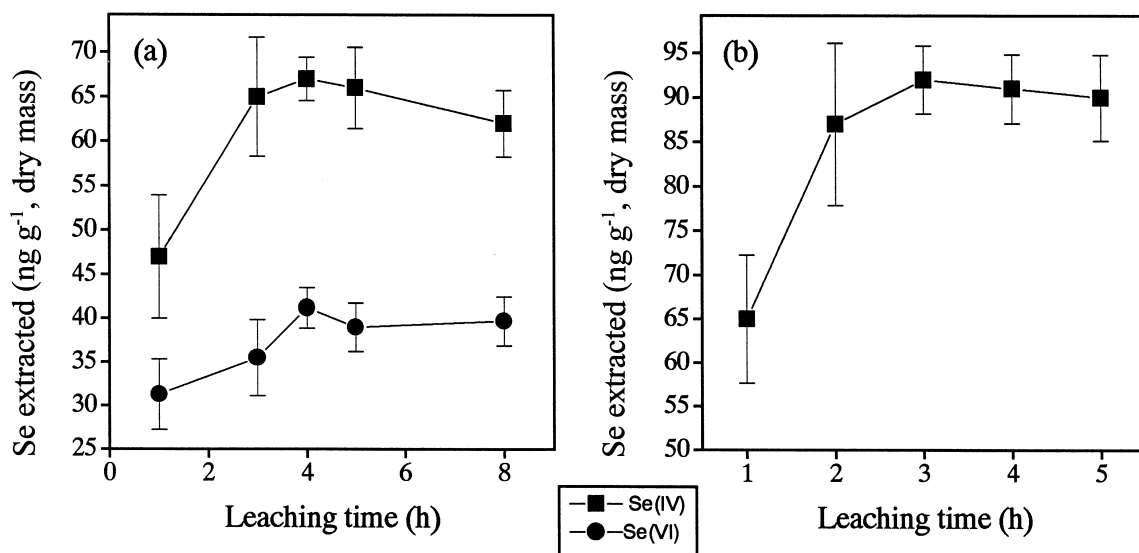 (a)
Se extracted (ng g⁻¹, dry mass)
70
65
60
55
50
45
40
35
30
25
0 2 4 6 8
Leaching time (h)
(b)
Se extracted (ng g⁻¹, dry mass)
95
90
85
80
75
70
65
60
55
50
1 2 3 4 5
Leaching time (h)
Se(IV)
Se(VI)